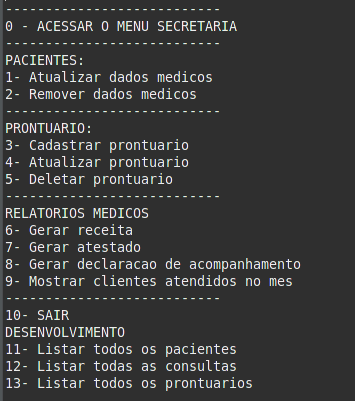 ---------------------------
0 - ACESSAR O MENU SECRETARIA
---------------------------
PACIENTES:
1- Atualizar dados medicos
2- Remover dados medicos
---------------------------
PRONTUARIO:
3- Cadastrar prontuario
4- Atualizar prontuario
5- Deletar prontuario
---------------------------
RELATORIOS MEDICOS
6- Gerar receita
7- Gerar atestado
8- Gerar declaracao de acompanhamento
9- Mostrar clientes atendidos no mes
---------------------------
10- SAIR
DESENVOLVIMENTO
11- Listar todos os pacientes
12- Listar todas as consultas
13- Listar todos os prontuarios